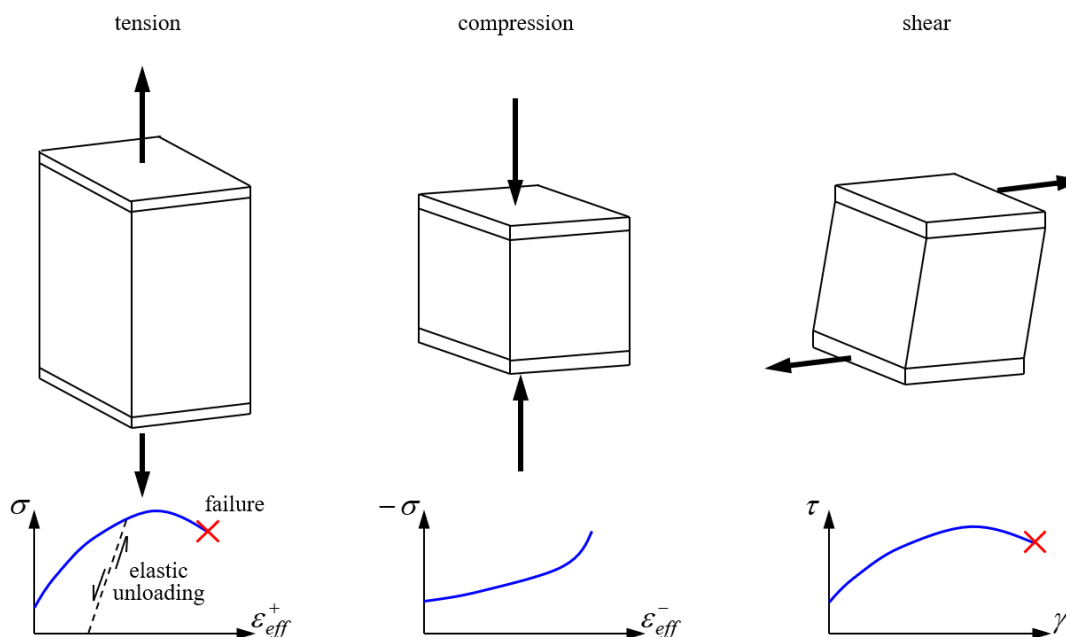 tension
compression
shear
σ
failure
elastic
unloading
ε⁺eff
−σ
ε⁻eff
τ
γ